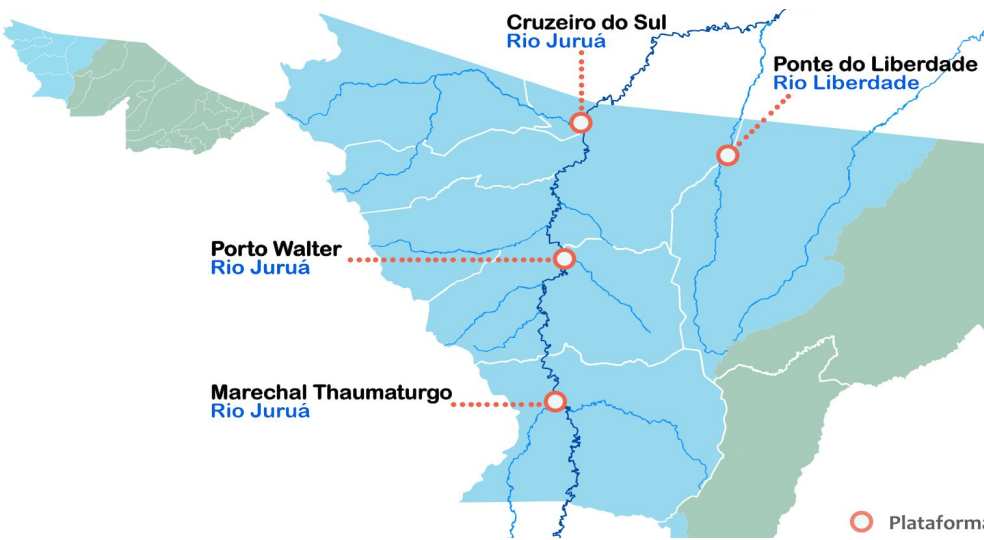 Cruzeiro do Sul
Rio Juruá
Ponte do Liberdade
Rio Liberdade
Porto Walter
Rio Juruá
Marechal Thaumaturgo
Rio Juruá
Plataforma